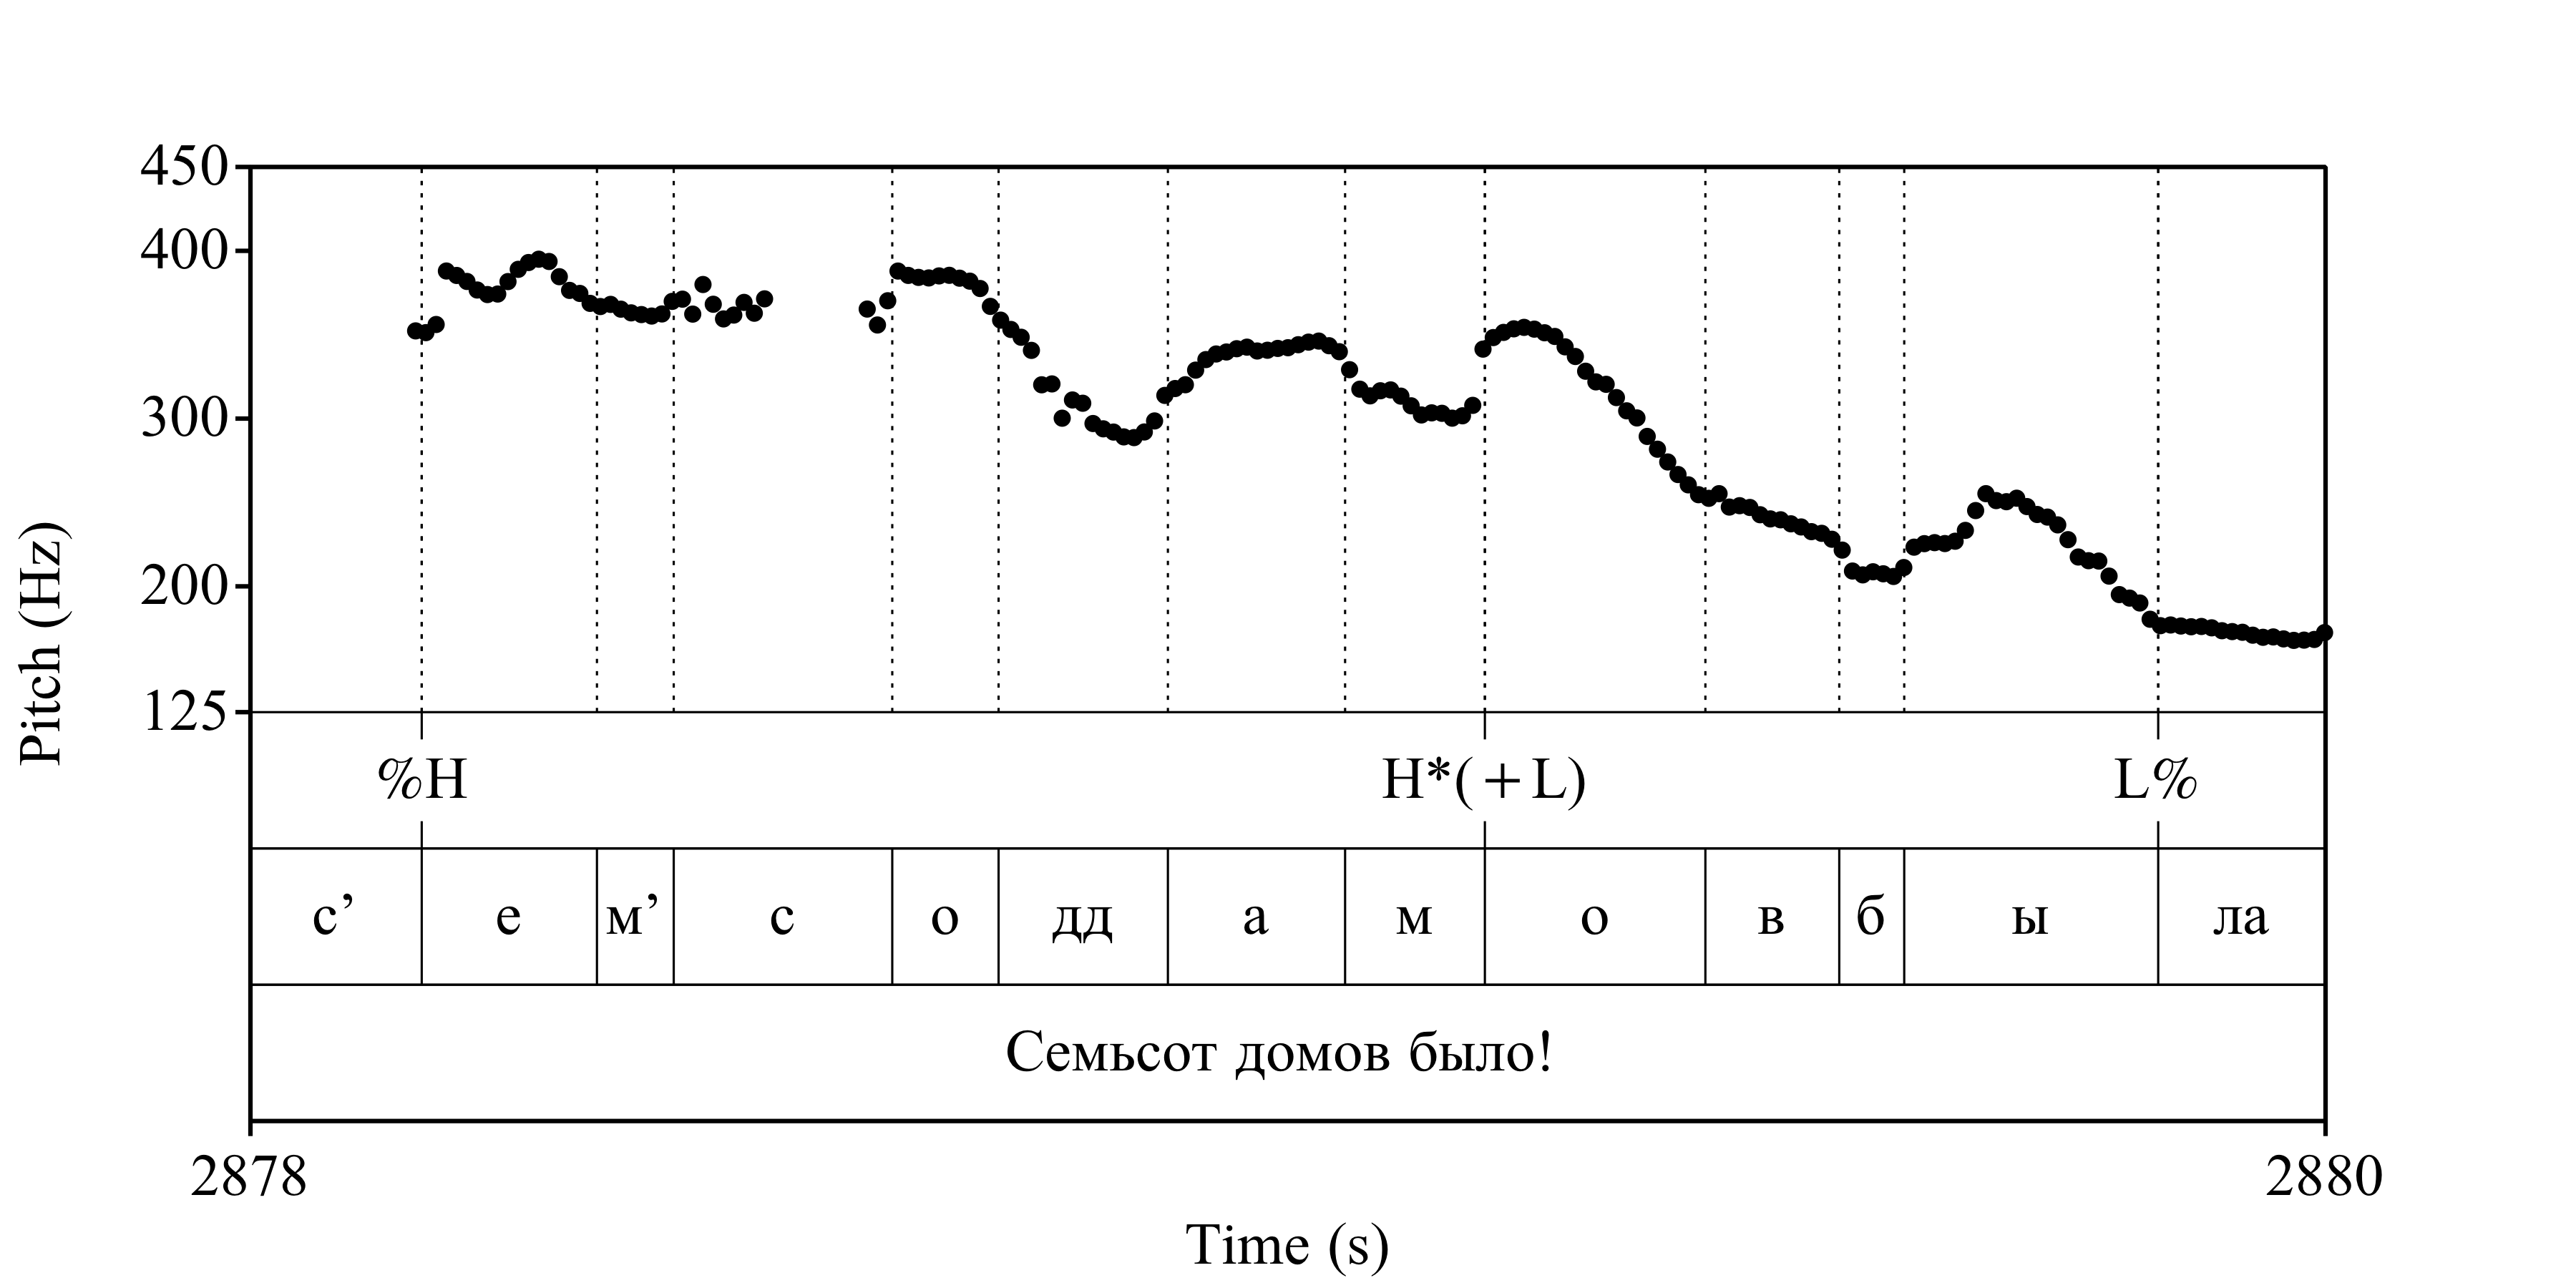 450
400
300
200
125
Pitch (Hz)
%H H*(+L) L%
с’ е м’ с о дд а м о в б ы ла
Семьсот домов было!
2878 2880
Time (s)